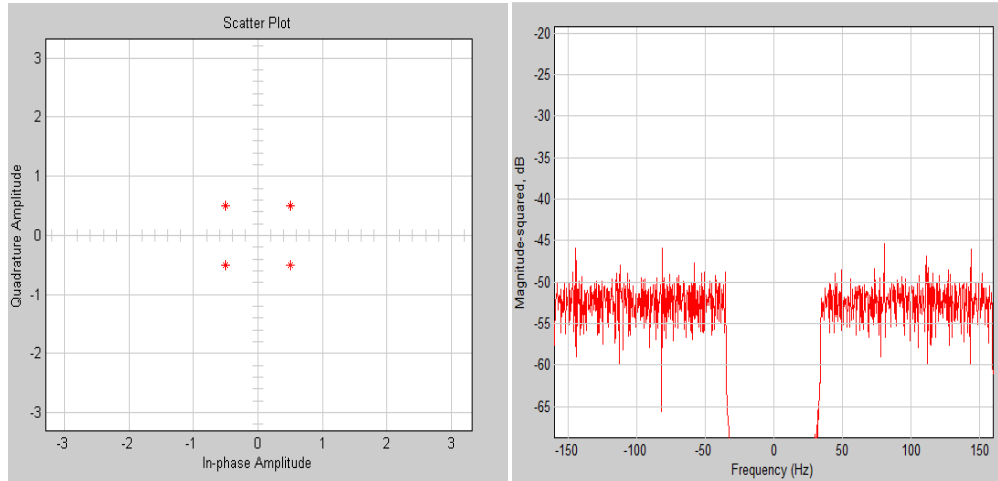 Scatter Plot
Quadrature Amplitude
3
2
1
0
-1
-2
-3
-3 -2 -1 0 1 2 3
In-phase Amplitude
Magnitude-squared, dB
-20
-25
-30
-35
-40
-45
-50
-55
-60
-65
-150 -100 -50 0 50 100 150
Frequency (Hz)